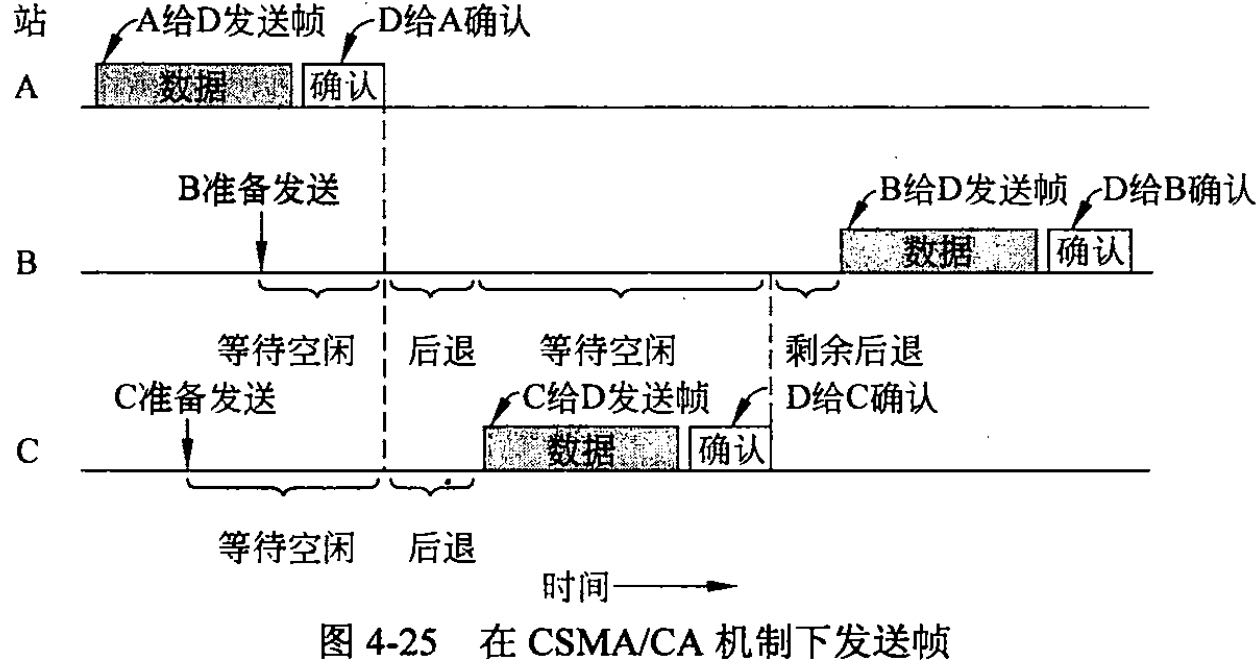 站
A给D发送帧 D给A确认
A
数据 确认
B准备发送
B给D发送帧 D给B确认
B
数据 确认
等待空闲 后退 等待空闲 剩余后退
C准备发送
C给D发送帧 D给C确认
C
数据 确认
等待空闲 后退
时间
图 4-25 在 CSMA/CA 机制下发送帧